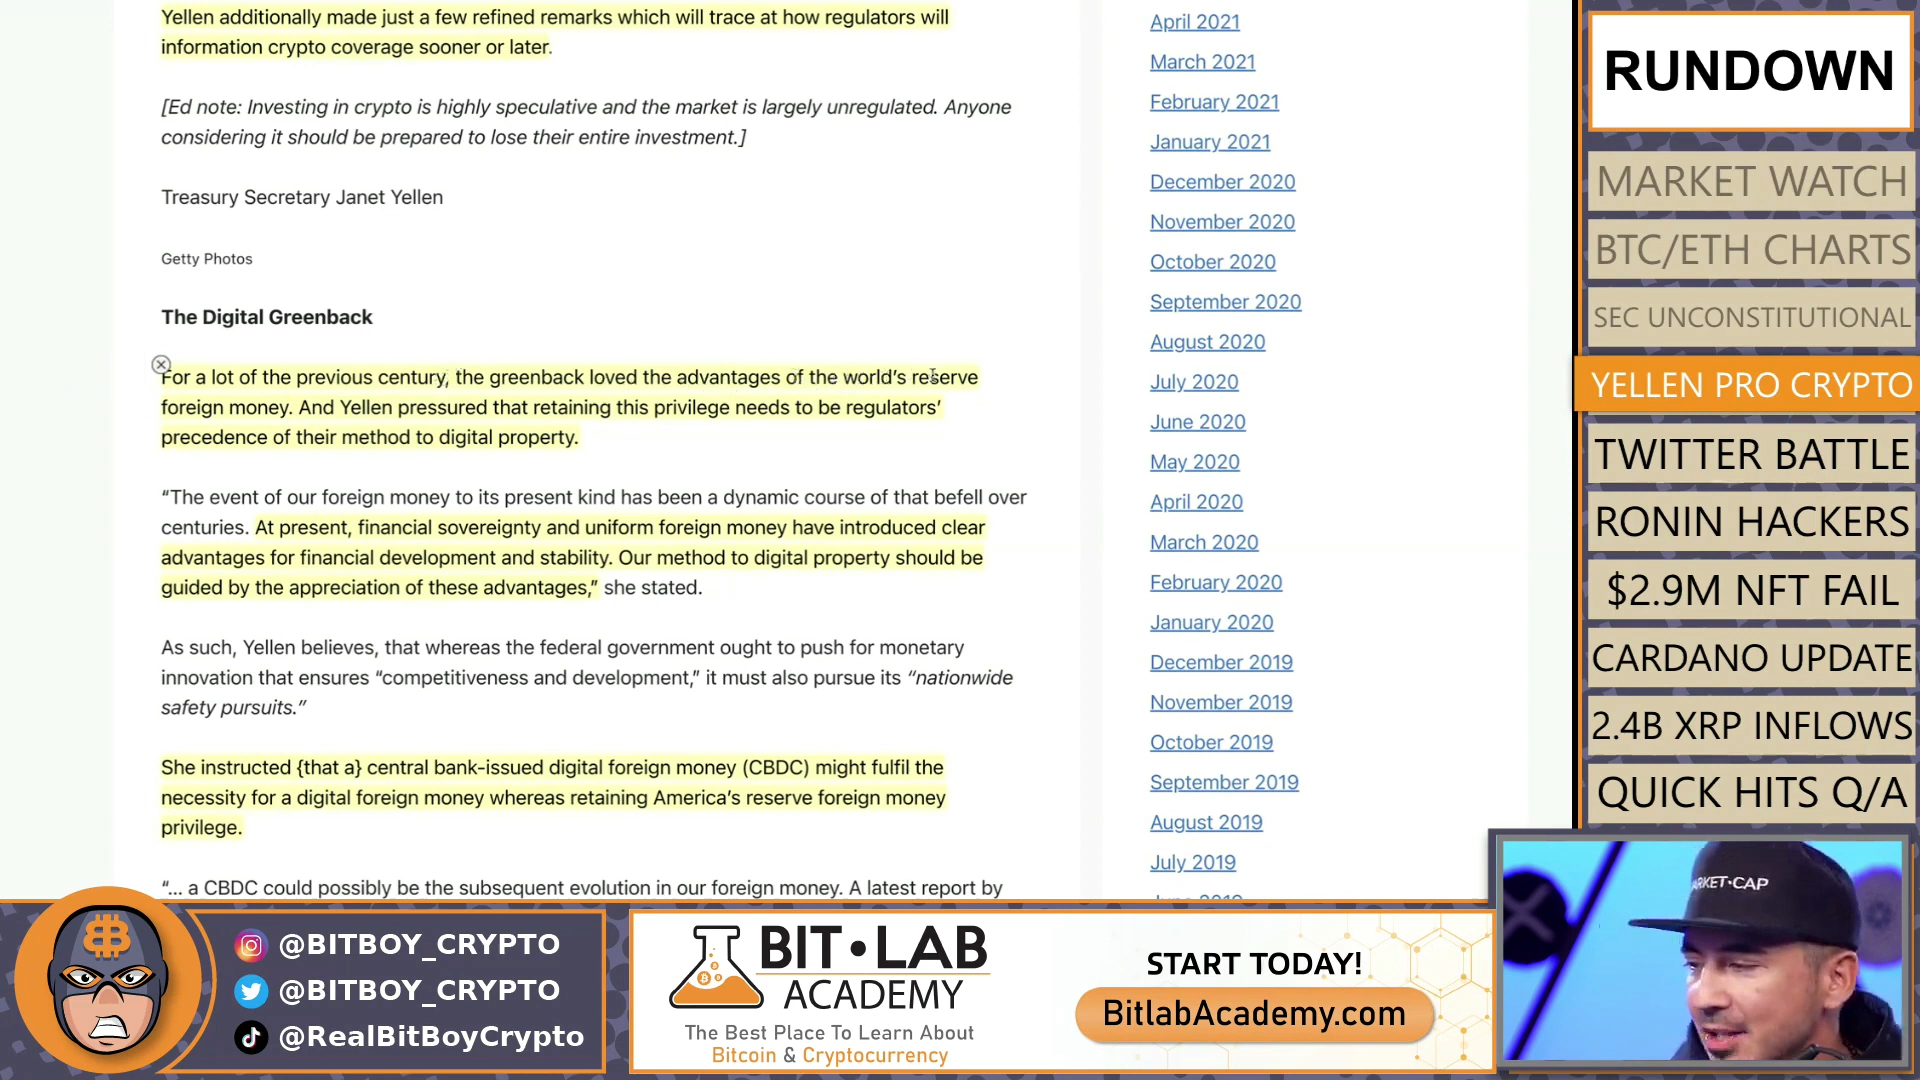 Yellen additionally made just a few refined remarks which will trace at how regulators will
information crypto coverage sooner or later.
[Ed note: Investing in crypto is highly speculative and the market is largely unregulated. Anyone
considering it should be prepared to lose their entire investment.]
Treasury Secretary Janet Yellen
Getty Photos
The Digital Greenback
For a lot of the previous century, the greenback loved the advantages of the world’s reserve
foreign money. And Yellen pressured that retaining this privilege needs to be regulators’
precedence of their method to digital property.
“The event of our foreign money to its present kind has been a dynamic course of that befell over
centuries. At present, financial sovereignty and uniform foreign money have introduced clear
advantages for financial development and stability. Our method to digital property should be
guided by the appreciation of these advantages,” she stated.
As such, Yellen believes, that whereas the federal government ought to push for monetary
innovation that ensures “competitiveness and development,” it must also pursue its “nationwide
safety pursuits.”
She instructed {that a} central bank-issued digital foreign money (CBDC) might fulfil the
necessity for a digital foreign money whereas retaining America’s reserve foreign money
privilege.
“... a CBDC could possibly be the subsequent evolution in our foreign money. A latest report by
April 2021
March 2021
February 2021
January 2021
December 2020
November 2020
October 2020
September 2020
August 2020
July 2020
June 2020
May 2020
April 2020
March 2020
February 2020
January 2020
December 2019
November 2019
October 2019
September 2019
August 2019
July 2019
June 2019
RUNDOWN
MARKET WATCH
BTC/ETH CHARTS
SEC UNCONSTITUTIONAL
YELLEN PRO CRYPTO
TWITTER BATTLE
RONIN HACKERS
$2.9M NFT FAIL
CARDANO UPDATE
2.4B XRP INFLOWS
QUICK HITS Q/A
ARKET•CAP
@BITBOY_CRYPTO
@BITBOY_CRYPTO
@RealBitBoyCrypto
BIT•LAB
ACADEMY
The Best Place To Learn About
Bitcoin & Cryptocurrency
START TODAY!
BitlabAcademy.com